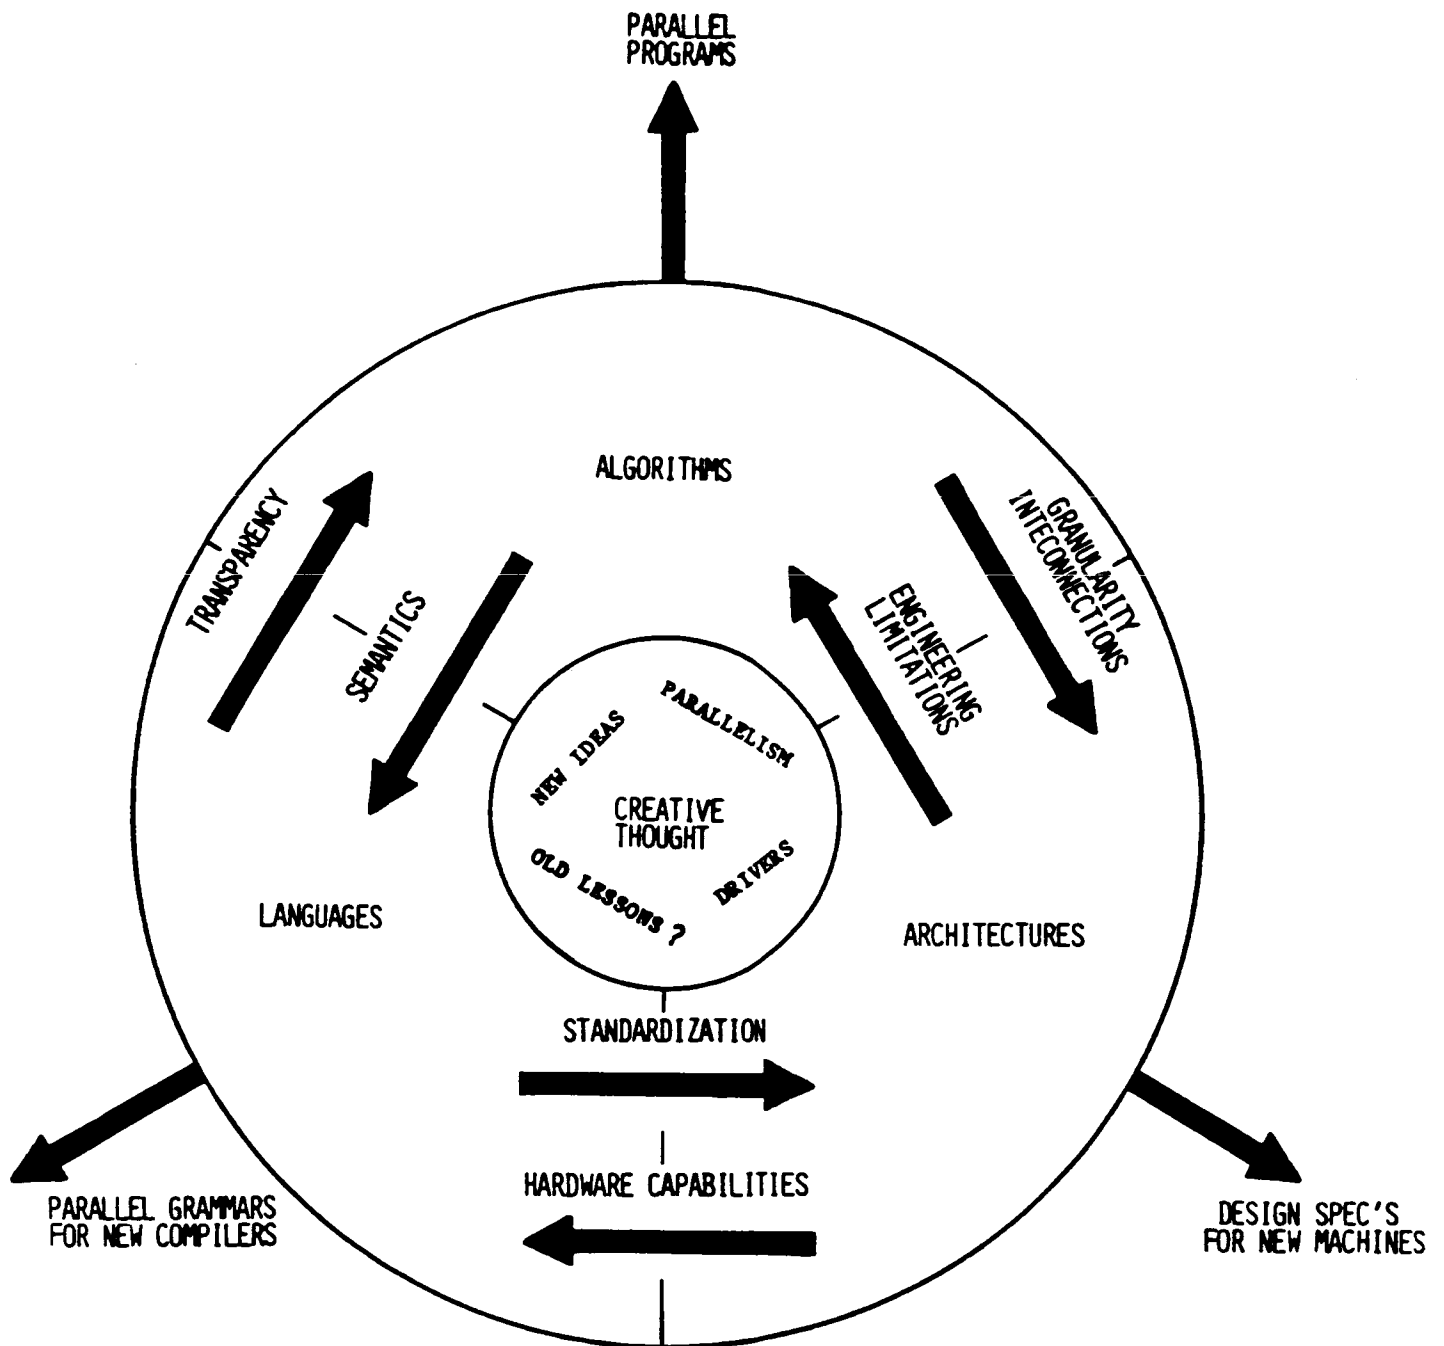 PARALLEL
PROGRAMS
ALGORITHMS
TRANSPARENCY
SEMANTICS
GRANULARITY
INTECONNECTIONS
ENGINEERING
LIMITATIONS
NEW IDEAS
PARALLELISM
CREATIVE
THOUGHT
OLD LESSONS ?
DRIVERS
LANGUAGES
ARCHITECTURES
STANDARDIZATION
HARDWARE CAPABILITIES
PARALLEL GRAMMARS
FOR NEW COMPILERS
DESIGN SPEC'S
FOR NEW MACHINES